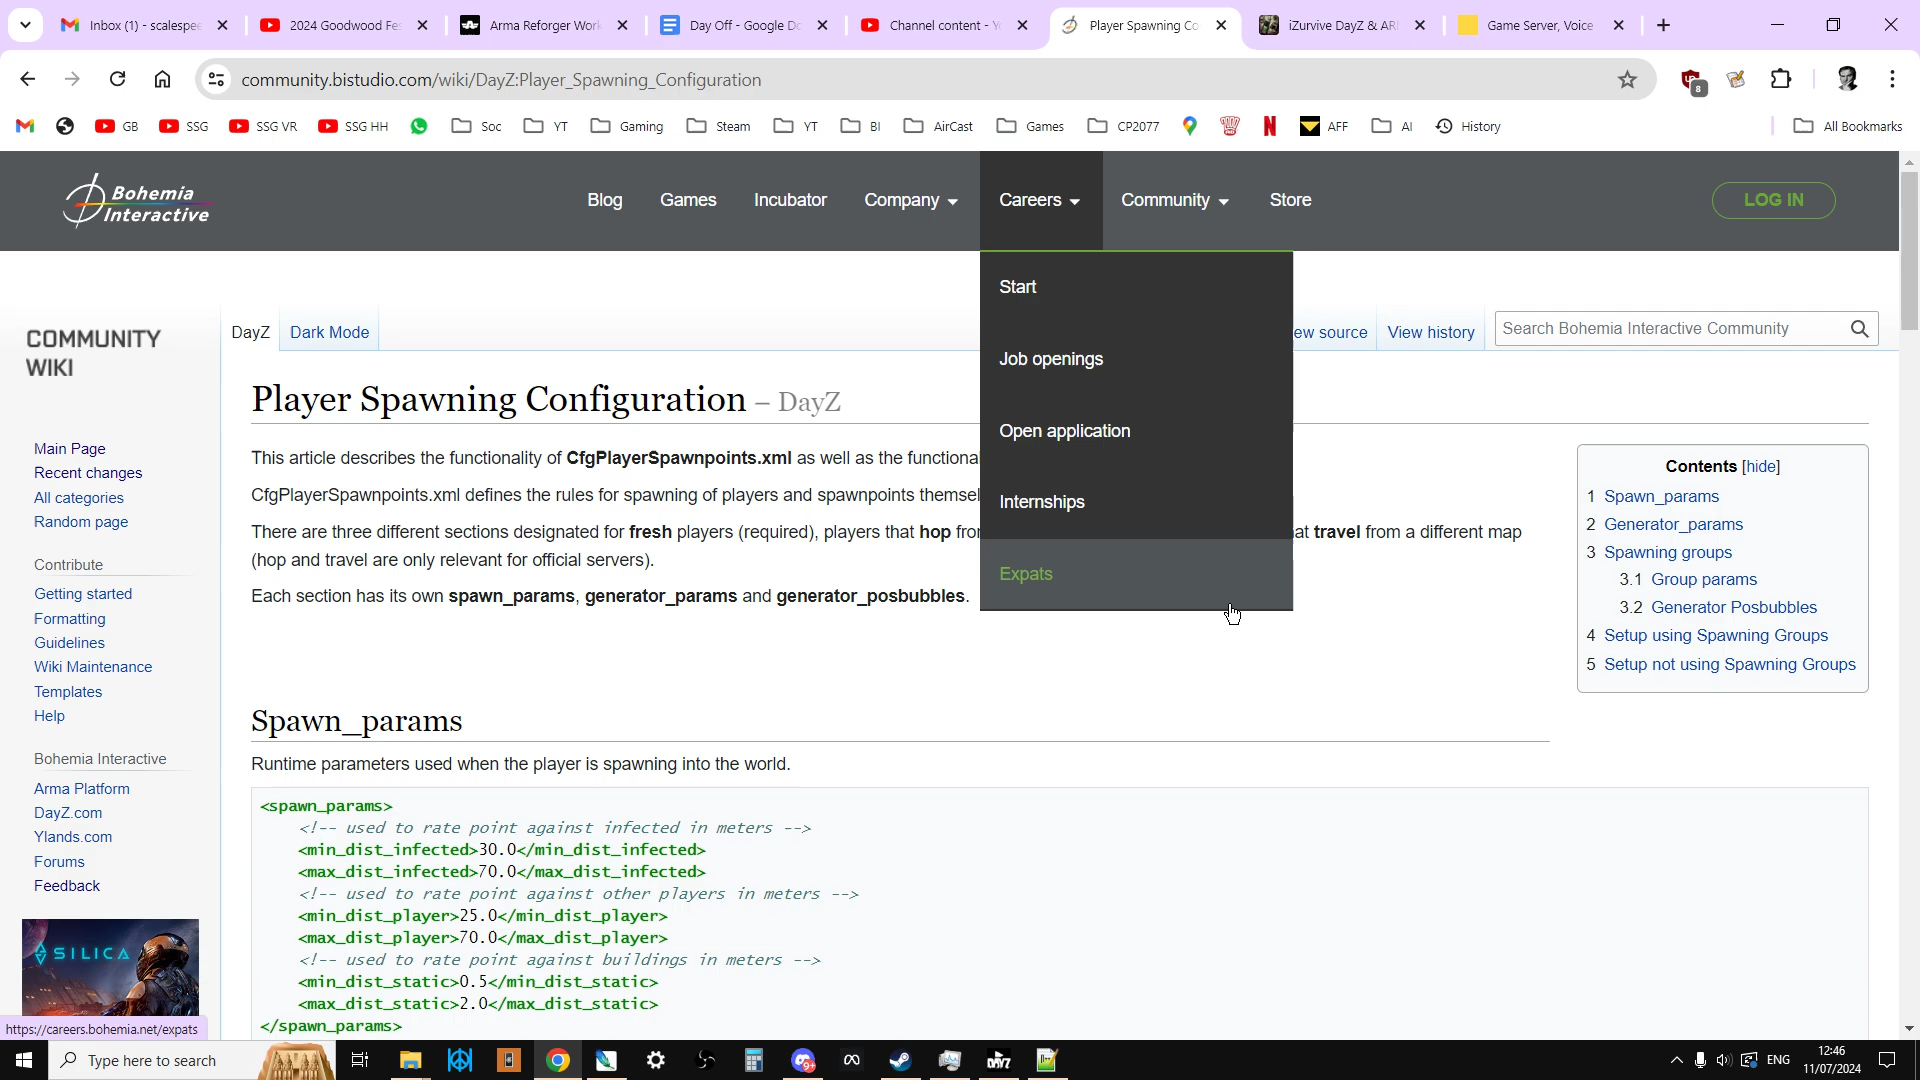 Inbox (1) - scalespee
2024 Goodwood Fes
Arma Reforger Work
Day Off - Google Do
Channel content - Y
Player Spawning Co
iZurvive DayZ & AR
Game Server, Voice
community.bistudio.com/wiki/DayZ:Player_Spawning_Configuration
8
GB
SSG
SSG VR
SSG HH
Soc
YT
Gaming
Steam
YT
BI
AirCast
Games
CP2077
AFF
AI
History
All Bookmarks
Bohemia
Interactive
Blog
Games
Incubator
Company
Careers
Community
Store
LOG IN
Start
Job openings
Open application
Internships
Expats
COMMUNITY
WIKI
DayZ
Dark Mode
ew source
View history
Search Bohemia Interactive Community
Player Spawning Configuration – DayZ
This article describes the functionality of CfgPlayerSpawnpoints.xml as well as the functiona
CfgPlayerSpawnpoints.xml defines the rules for spawning of players and spawnpoints themsel
There are three different sections designated for fresh players (required), players that hop fro at travel from a different map
(hop and travel are only relevant for official servers).
Each section has its own spawn_params, generator_params and generator_posbubbles.
Contents [hide]
1 Spawn_params
2 Generator_params
3 Spawning groups
3.1 Group params
3.2 Generator Posbubbles
4 Setup using Spawning Groups
5 Setup not using Spawning Groups
Main Page
Recent changes
All categories
Random page
Contribute
Getting started
Formatting
Guidelines
Wiki Maintenance
Templates
Help
Bohemia Interactive
Arma Platform
DayZ.com
Ylands.com
Forums
Feedback
SILICA
Spawn_params
Runtime parameters used when the player is spawning into the world.
<spawn_params>
<!-- used to rate point against infected in meters -->
<min_dist_infected>30.0</min_dist_infected>
<max_dist_infected>70.0</max_dist_infected>
<!-- used to rate point against other players in meters -->
<min_dist_player>25.0</min_dist_player>
<max_dist_player>70.0</max_dist_player>
<!-- used to rate point against buildings in meters -->
<min_dist_static>0.5</min_dist_static>
<max_dist_static>2.0</max_dist_static>
</spawn_params>
https://careers.bohemia.net/expats
Type here to search
9+
DAYZ
ENG
12:46
11/07/2024